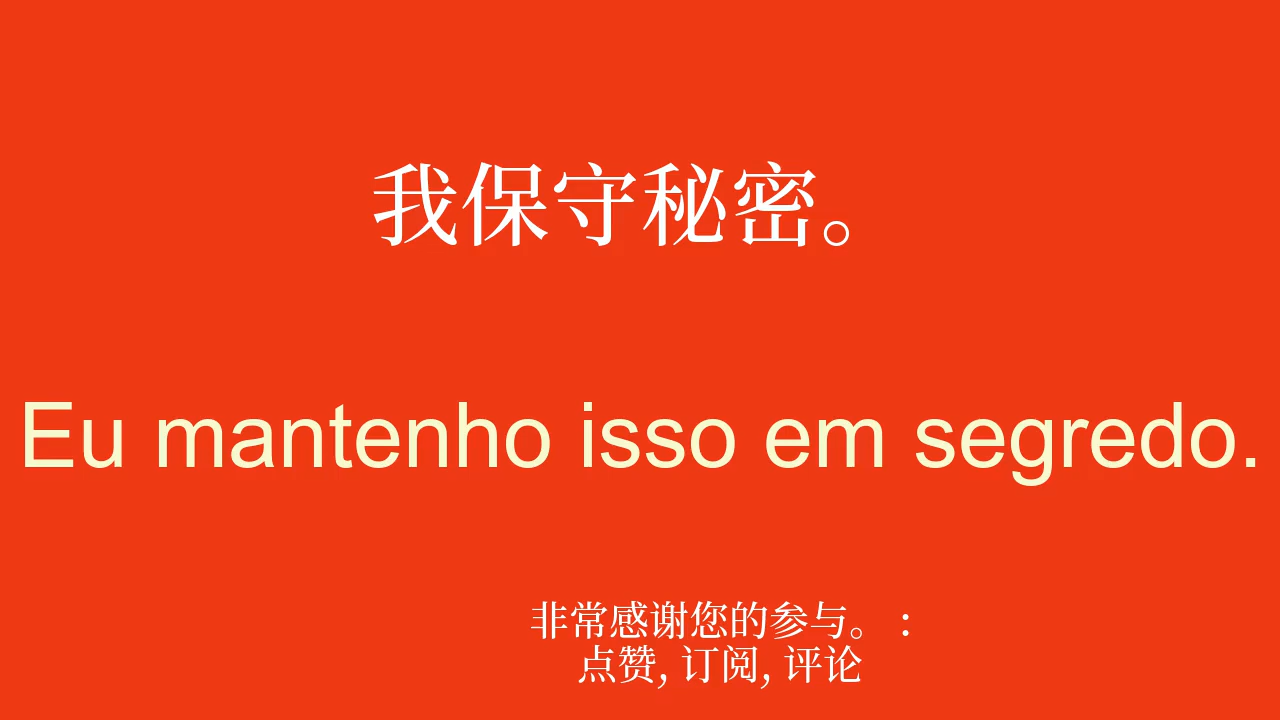 我保守秘密。
Eu mantenho isso em segredo.
非常感谢您的参与。 :
点赞, 订阅, 评论